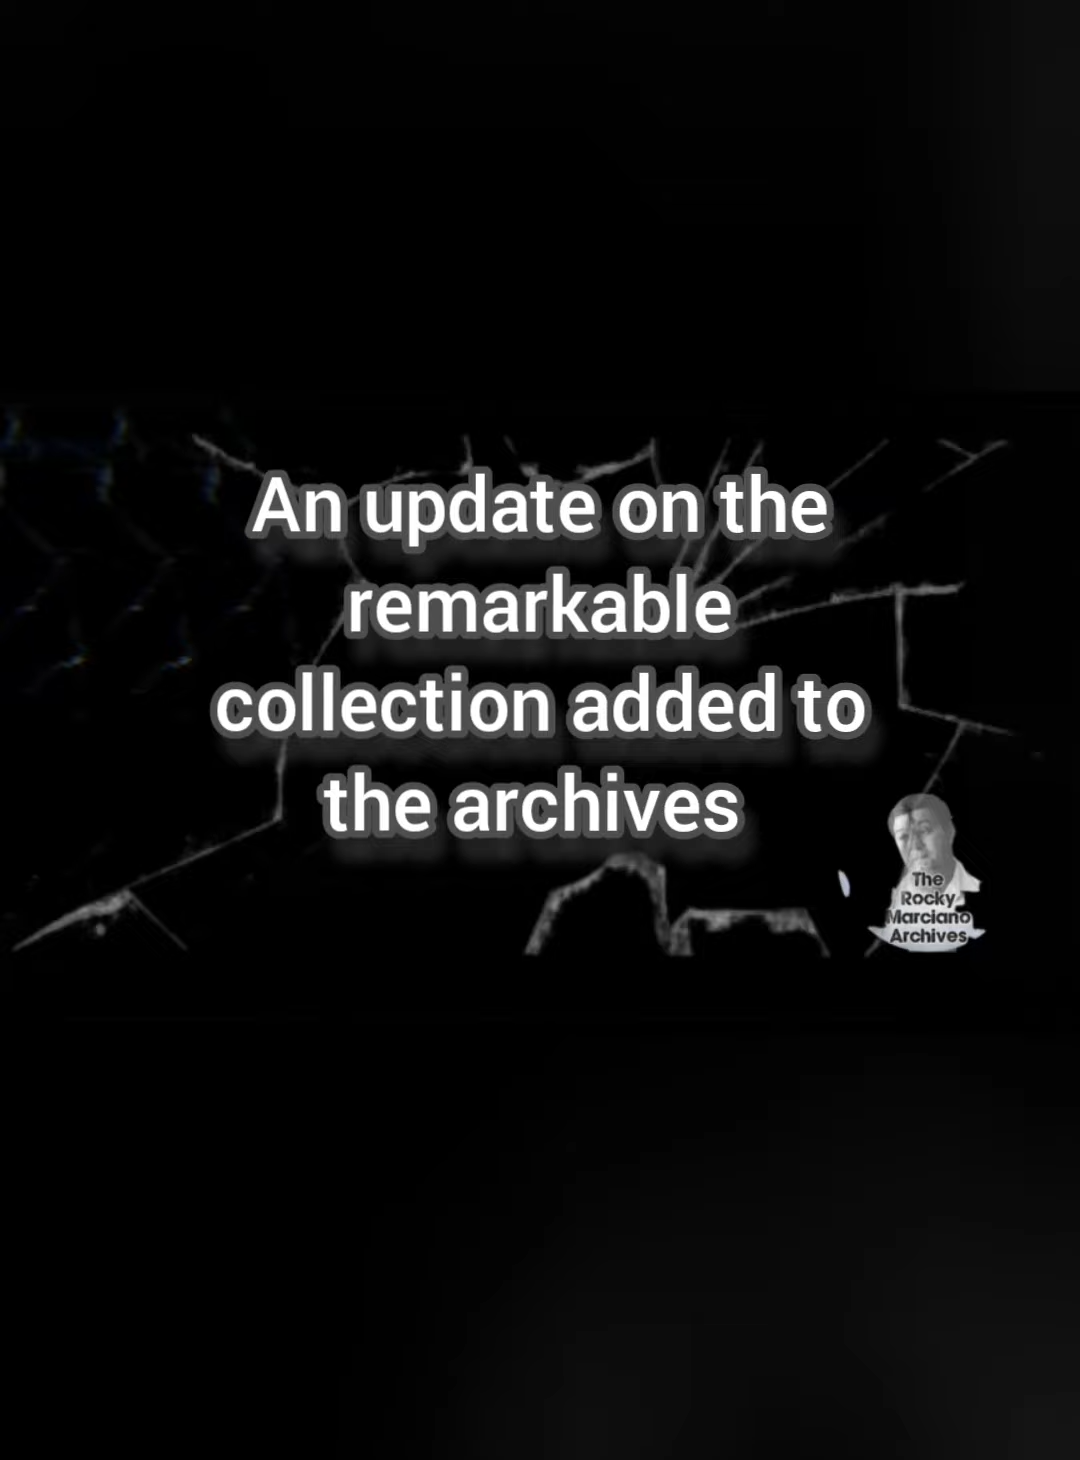 An update on the
remarkable
collection added to
the archives
The
Rocky
Marciano
Archives